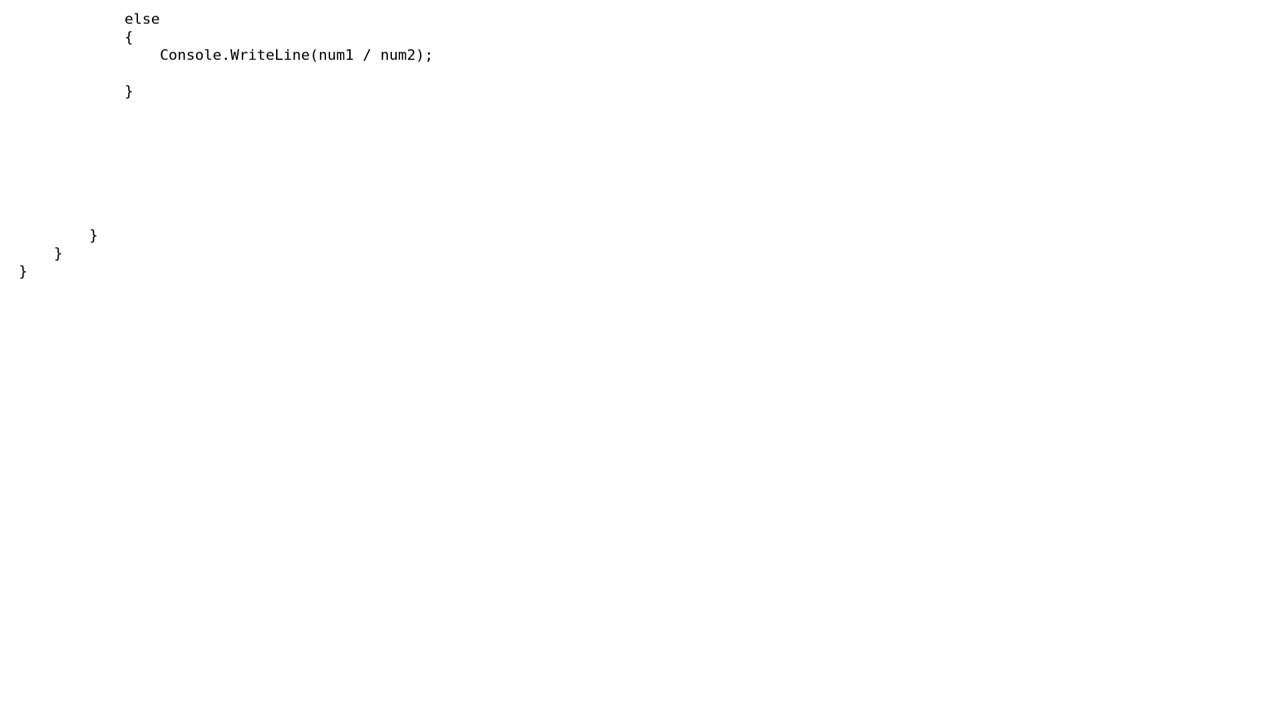 else
{
Console.WriteLine(num1 / num2);
}
}
}
}